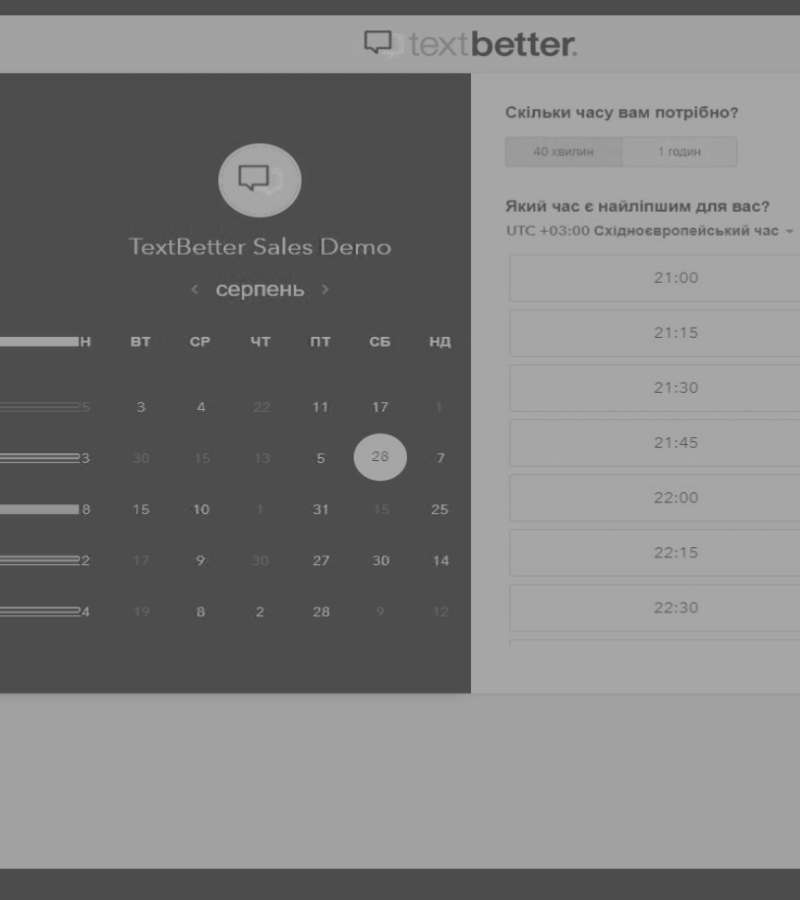 textbetter.
TextBetter Sales Demo
‹ серпень ›
Н ВТ СР ЧТ ПТ СБ НД
5 3 4 22 11 17 1
3 30 15 13 5 28 7
8 15 10 1 31 15 25
2 17 9 30 27 30 14
4 19 8 2 28 9 12
Скільки часу вам потрібно?
40 хвилин 1 годин
Який час є найліпшим для вас?
UTC +03:00 Східноєвропейський час
21:00
21:15
21:30
21:45
22:00
22:15
22:30